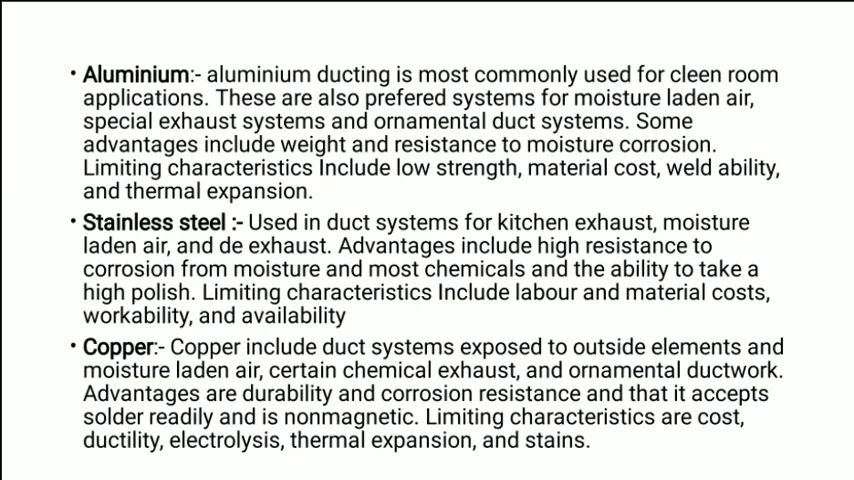 • Aluminium:- aluminium ducting is most commonly used for cleen room
applications. These are also prefered systems for moisture laden air,
special exhaust systems and ornamental duct systems. Some
advantages include weight and resistance to moisture corrosion.
Limiting characteristics Include low strength, material cost, weld ability,
and thermal expansion.
• Stainless steel :- Used in duct systems for kitchen exhaust, moisture
laden air, and de exhaust. Advantages include high resistance to
corrosion from moisture and most chemicals and the ability to take a
high polish. Limiting characteristics Include labour and material costs,
workability, and availability
• Copper:- Copper include duct systems exposed to outside elements and
moisture laden air, certain chemical exhaust, and ornamental ductwork.
Advantages are durability and corrosion resistance and that it accepts
solder readily and is nonmagnetic. Limiting characteristics are cost,
ductility, electrolysis, thermal expansion, and stains.